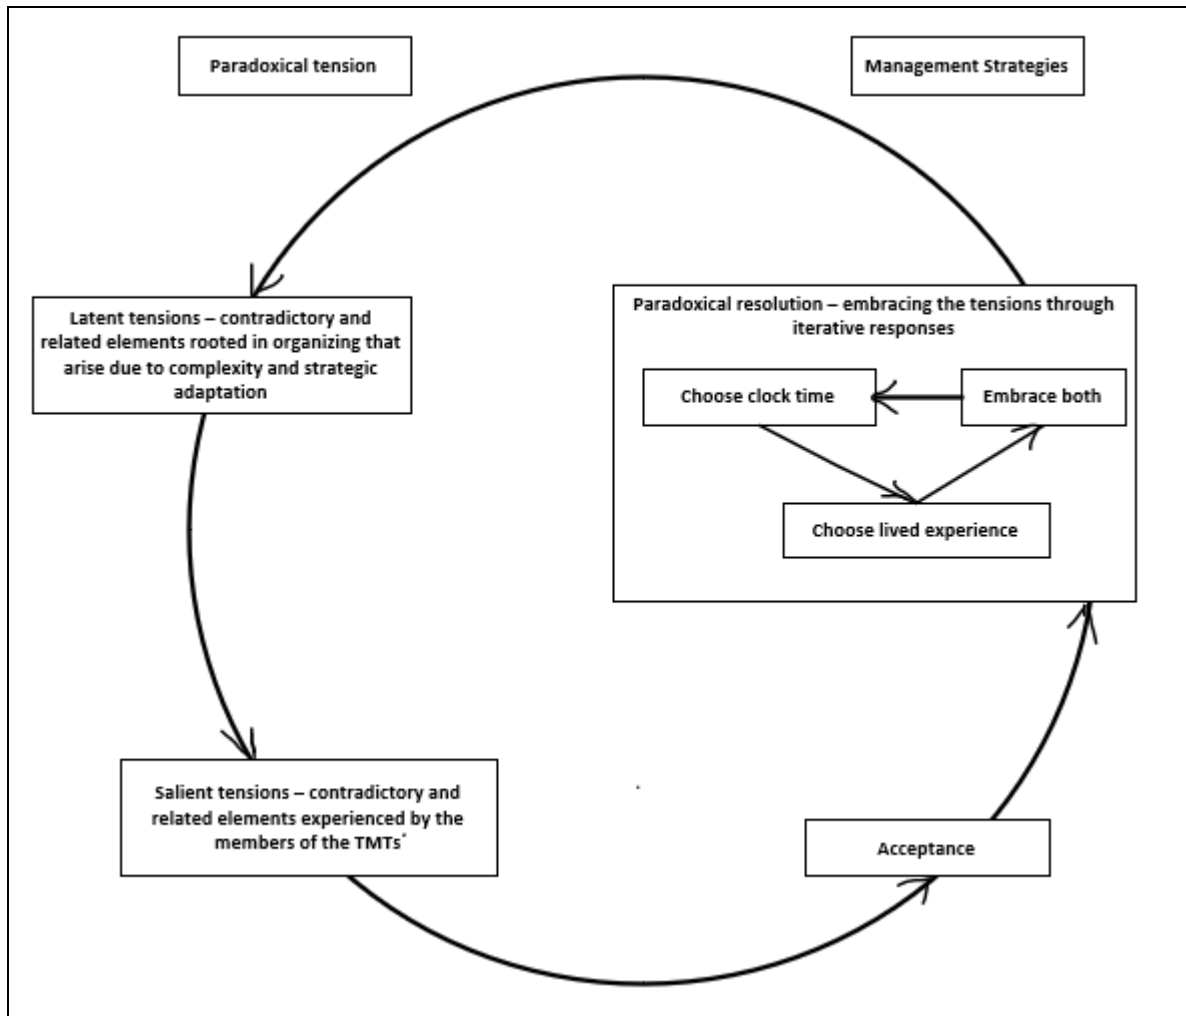 Paradoxical tension
Management Strategies
Latent tensions – contradictory and
related elements rooted in organizing that
arise due to complexity and strategic
adaptation
Paradoxical resolution – embracing the tensions through
iterative responses
Choose clock time
Embrace both
Choose lived experience
Salient tensions – contradictory and
related elements experienced by the
members of the TMTs*
Acceptance